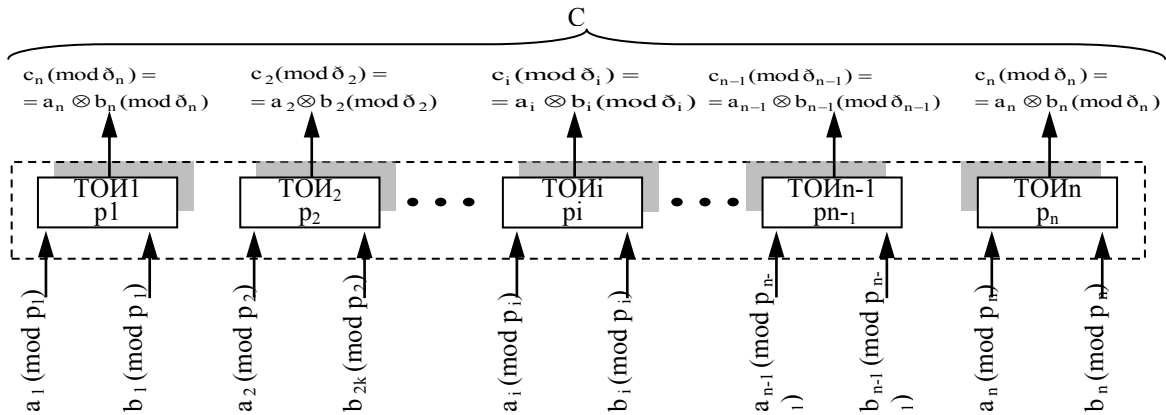 C
cₙ(mod ðₙ) =
= aₙ ⊗ bₙ(mod ðₙ)
c₂(mod ð₂) =
= a₂ ⊗ b₂(mod ð₂)
cᵢ(mod ðᵢ) =
= aᵢ ⊗ bᵢ(mod ðᵢ)
cₙ₋₁(mod ðₙ₋₁) =
= aₙ₋₁ ⊗ bₙ₋₁(mod ðₙ₋₁)
cₙ(mod ðₙ) =
= aₙ ⊗ bₙ(mod ðₙ)
ТОИ1
p1
ТОИ₂
p₂
• • •
ТОИi
pi
• • •
ТОИn-1
pn-₁
ТОИn
pₙ
a₁(mod p₁)
b₁(mod p₁)
a₂(mod p₂)
b₂ₖ(mod p₂)
aᵢ(mod pᵢ)
bᵢ(mod pᵢ)
aₙ₋₁(mod pₙ₋
₁)
bₙ₋₁(mod pₙ₋
₁)
aₙ(mod pₙ)
bₙ(mod pₙ)